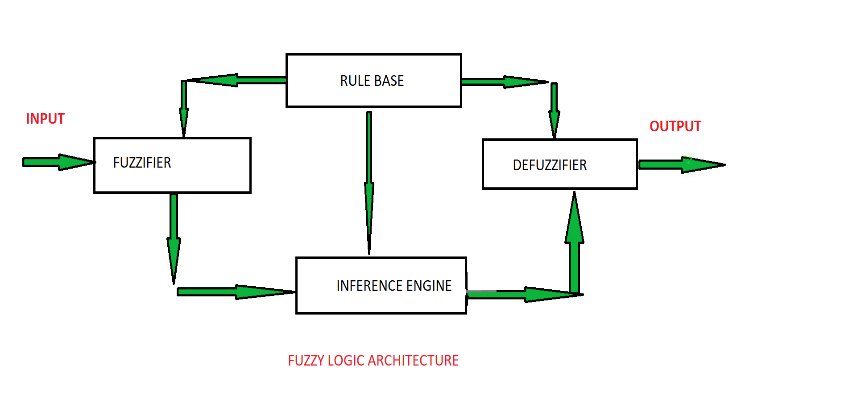 RULE BASE
INPUT
OUTPUT
FUZZIFIER
DEFUZZIFIER
INFERENCE ENGINE
FUZZY LOGIC ARCHITECTURE